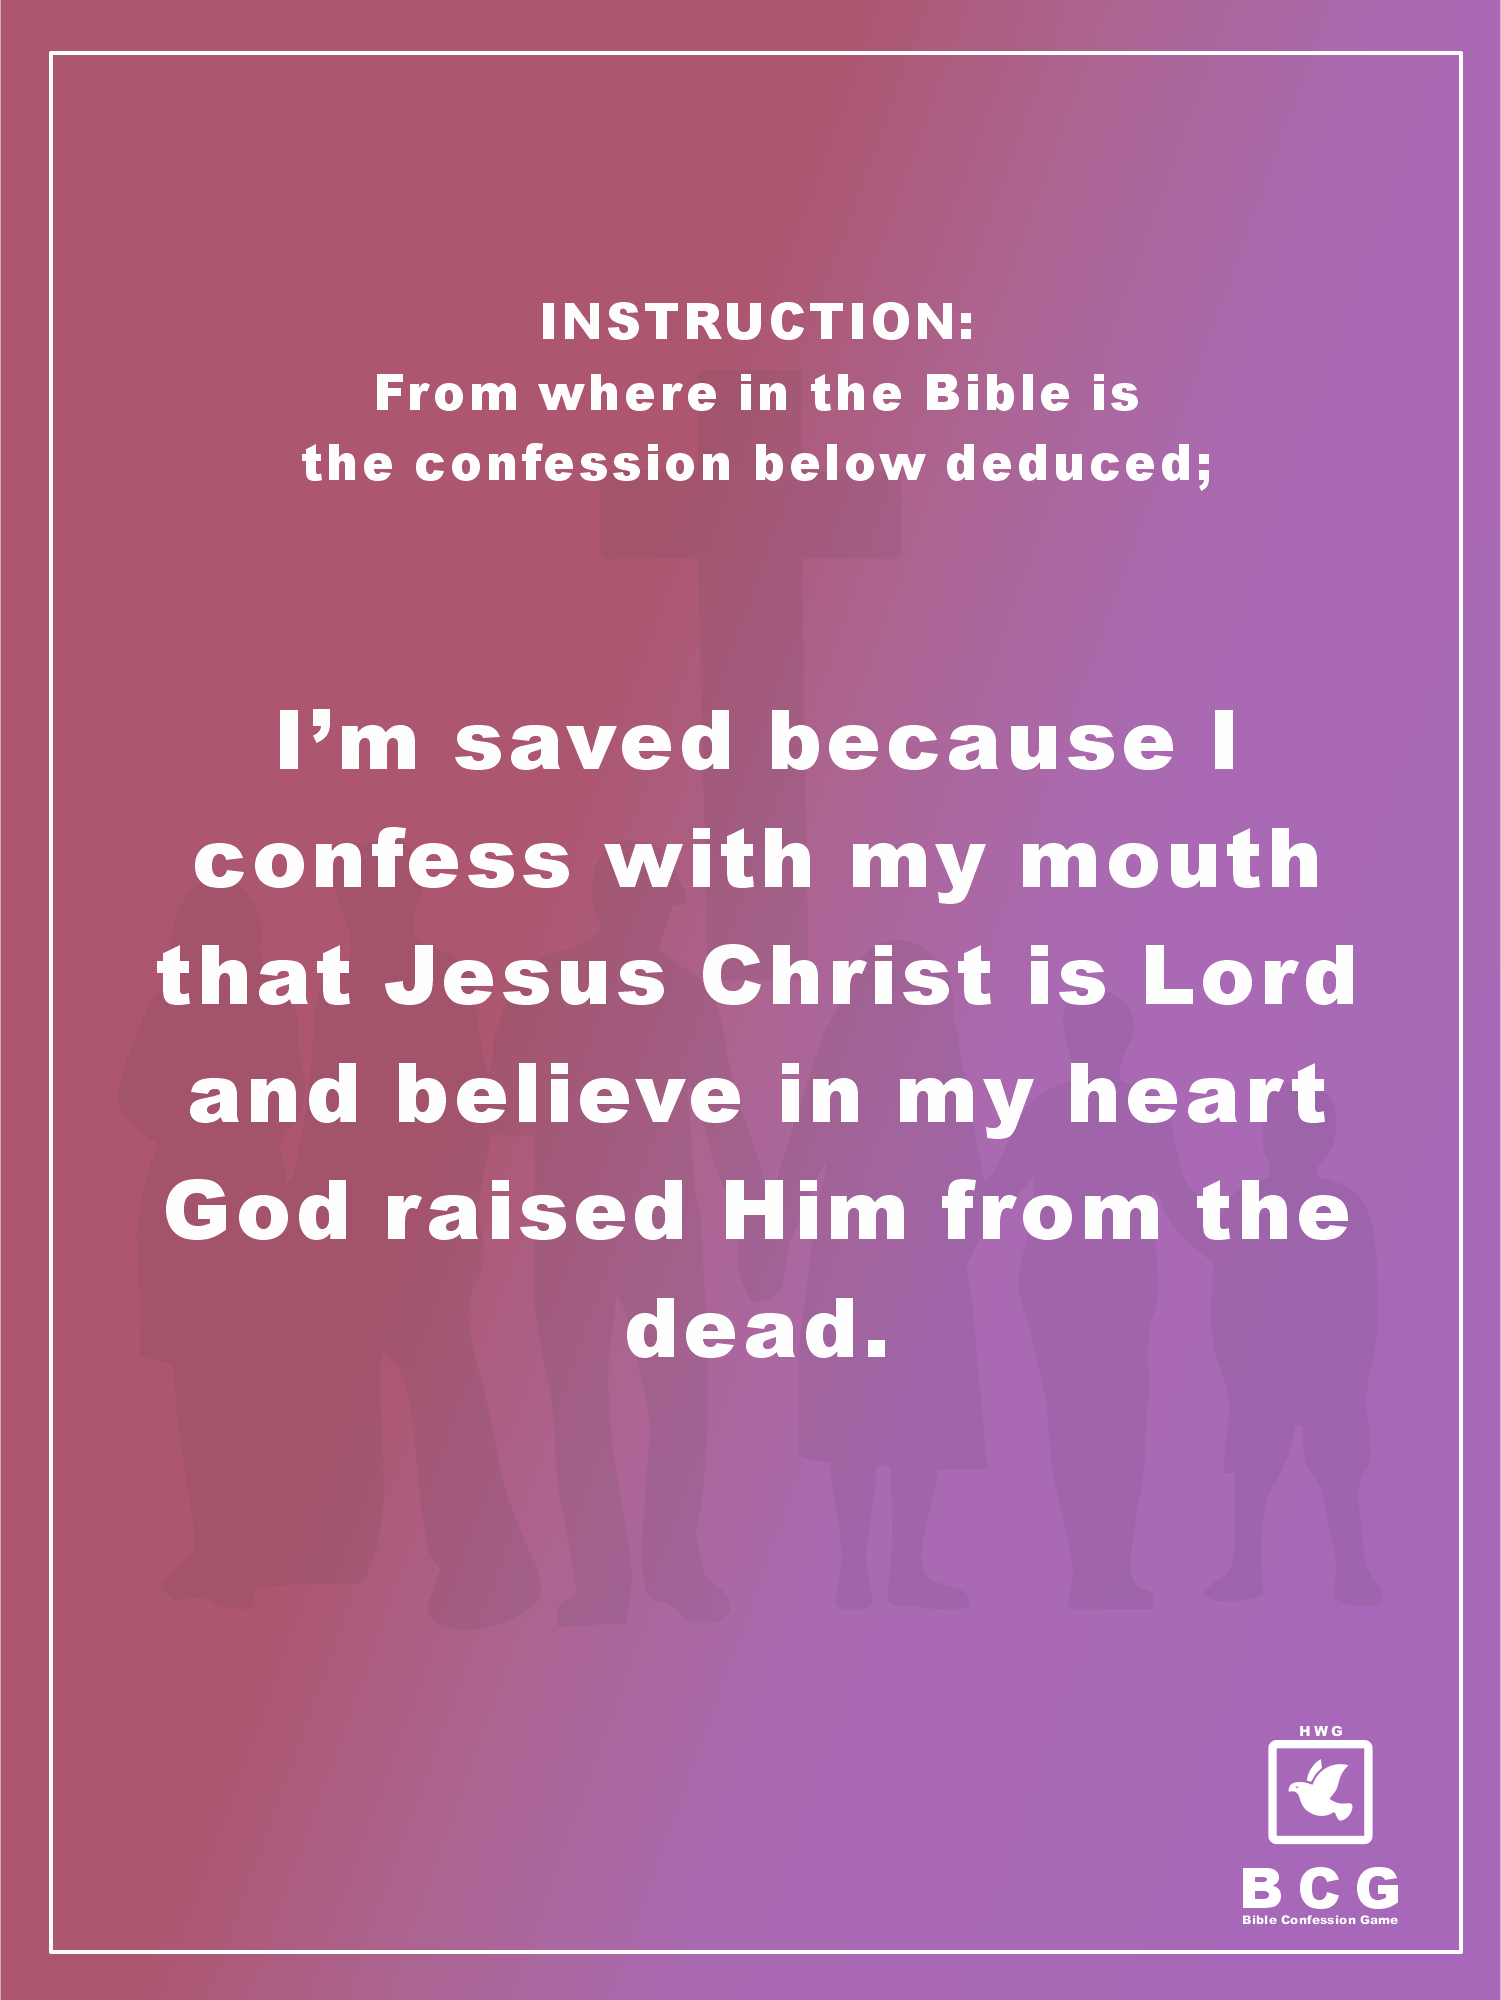 INSTRUCTION:
From where in the Bible is
the confession below deduced;
I’m saved because I
confess with my mouth
that Jesus Christ is Lord
and believe in my heart
God raised Him from the
dead.
HWG
BCG
Bible Confession Game